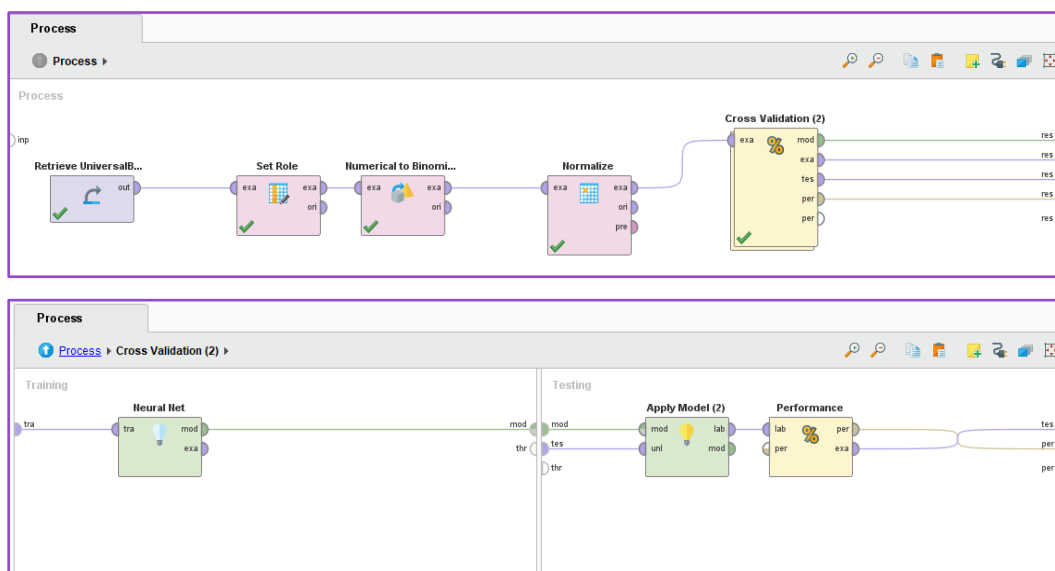 Process
Process
Process
inp
Retrieve UniversalB...
out
Set Role
exa exa
ori
Numerical to Binomi...
exa exa
ori
Normalize
exa exa
ori
pre
Cross Validation (2)
exa mod
exa
tes
per
per
res
res
res
res
res
Process
Process Cross Validation (2)
Training
tra
Neural Net
tra mod
exa
mod
thr
Testing
mod
tes
thr
Apply Model (2)
mod lab
unl mod
Performance
lab per
per exa
tes
per
per